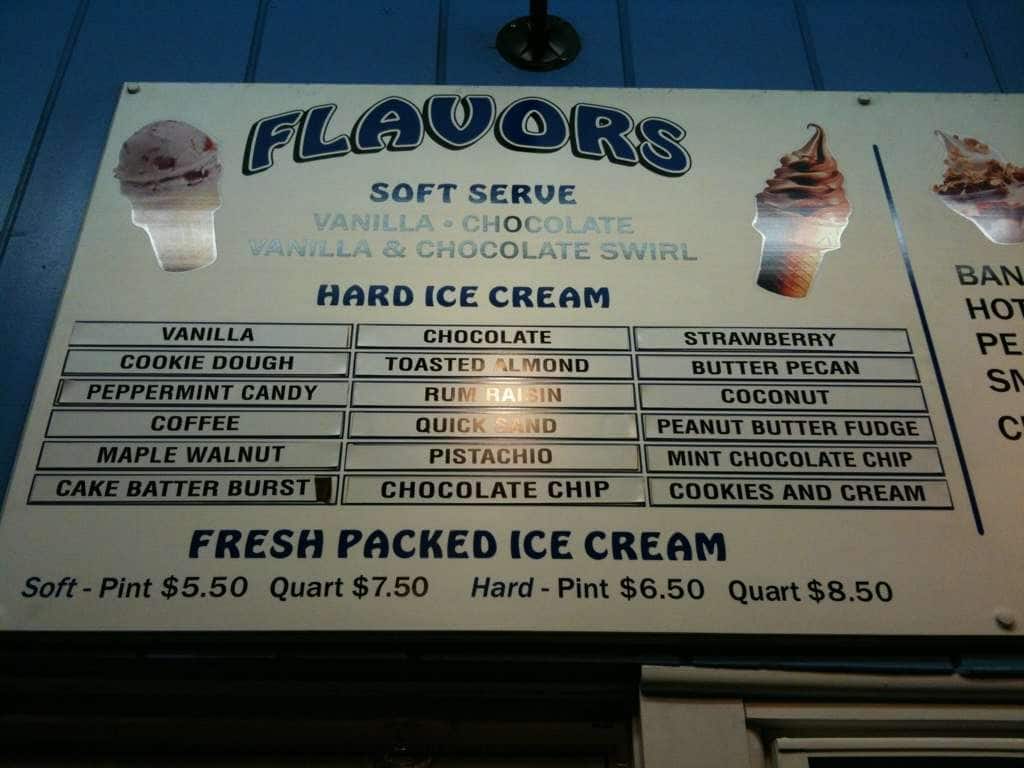 FLAVORS
SOFT SERVE
VANILLA • CHOCOLATE
VANILLA & CHOCOLATE SWIRL
HARD ICE CREAM
VANILLA CHOCOLATE STRAWBERRY
COOKIE DOUGH TOASTED ALMOND BUTTER PECAN
PEPPERMINT CANDY RUM RAISIN COCONUT
COFFEE QUICK SAND PEANUT BUTTER FUDGE
MAPLE WALNUT PISTACHIO MINT CHOCOLATE CHIP
CAKE BATTER BURST CHOCOLATE CHIP COOKIES AND CREAM
FRESH PACKED ICE CREAM
Soft - Pint $5.50 Quart $7.50 Hard - Pint $6.50 Quart $8.50
BAN
HOT
PE